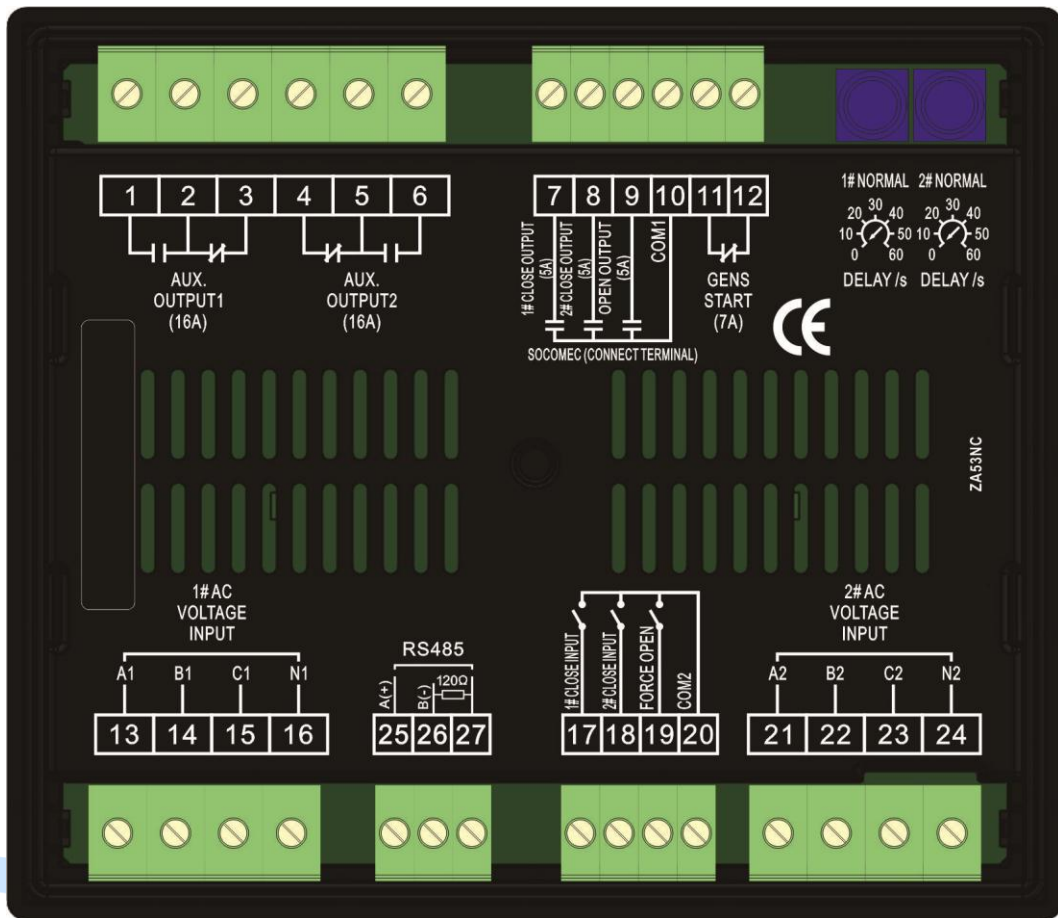 1 2 3 4 5 6
7 8 9 10 11 12
AUX.
OUTPUT1
(16A)
AUX.
OUTPUT2
(16A)
1# CLOSE OUTPUT
(5A)
2# CLOSE OUTPUT
(5A)
OPEN OUTPUT
(5A)
COM1
GENS
START
(7A)
SOCOMEC (CONNECT TERMINAL)
1# NORMAL
0 10 20 30 40 50 60
DELAY /s
2# NORMAL
0 10 20 30 40 50 60
DELAY /s
CE
ZA53NC
1# AC
VOLTAGE
INPUT
A1 B1 C1 N1
13 14 15 16
RS485
A(+)
B(-)
120Ω
25 26 27
1# CLOSE INPUT
2# CLOSE INPUT
FORCE OPEN
COM2
17 18 19 20
2# AC
VOLTAGE
INPUT
A2 B2 C2 N2
21 22 23 24